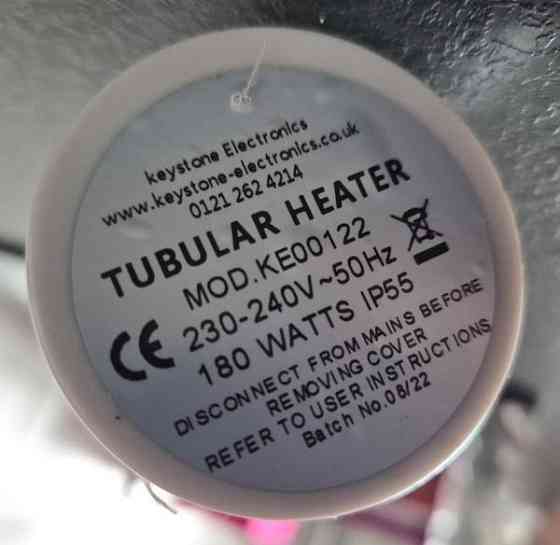 keystone Electronics
www.keystone-electronics.co.uk
0121 262 4214
TUBULAR HEATER
MOD.KE00122
CE 230-240V~50Hz
180 WATTS IP55
DISCONNECT FROM MAINS BEFORE
REMOVING COVER
REFER TO USER INSTRUCTIONS
Batch No.08/22